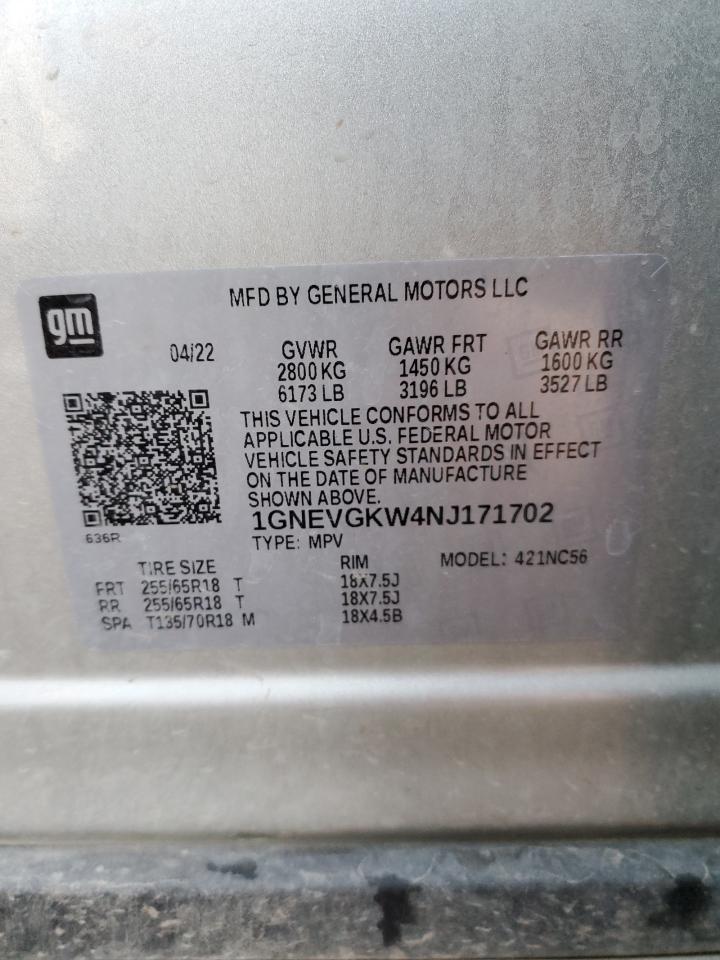 gm
MFD BY GENERAL MOTORS LLC
04/22 GVWR GAWR FRT GAWR RR
2800 KG 1450 KG 1600 KG
6173 LB 3196 LB 3527 LB
THIS VEHICLE CONFORMS TO ALL
APPLICABLE U.S. FEDERAL MOTOR
VEHICLE SAFETY STANDARDS IN EFFECT
ON THE DATE OF MANUFACTURE
SHOWN ABOVE.
1GNEVGKW4NJ171702
636R
TYPE: MPV
TIRE SIZE RIM MODEL: 421NC56
FRT 255/65R18 T 18X7.5J
RR 255/65R18 T 18X7.5J
SPA T135/70R18 M 18X4.5B